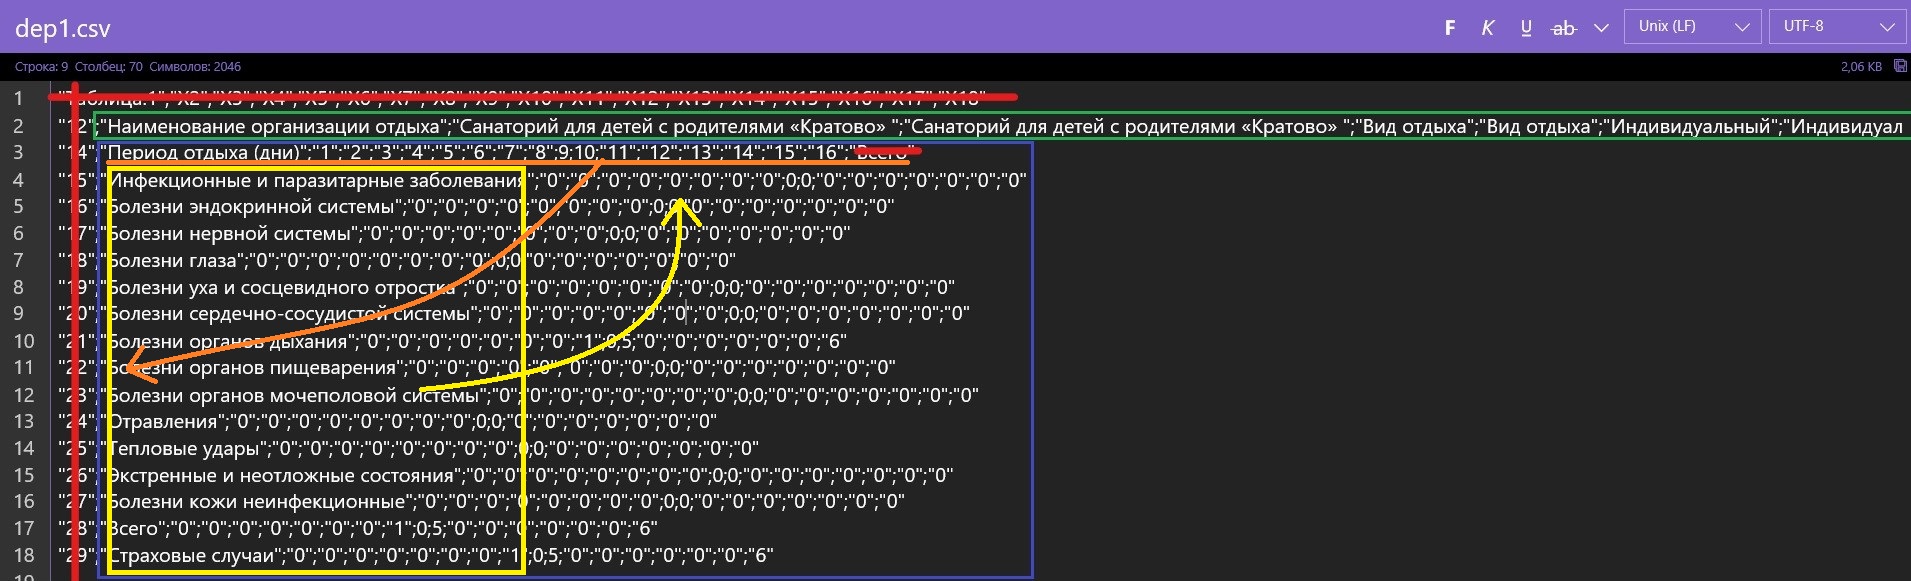 dep1.csv
F K U ab Unix (LF) UTF-8
Строка: 9 Столбец: 70 Символов: 2046 2,06 KB
1 "Таблица.1";"X2";"X3";"X4";"X5";"X6";"X7";"X8";"X9";"X10";"X11";"X12";"X13";"X14";"X15";"X16";"X17";"X18"
2 "12";"Наименование организации отдыха";"Санаторий для детей с родителями «Кратово» ";"Санаторий для детей с родителями «Кратово» ";"Вид отдыха";"Вид отдыха";"Индивидуальный";"Индивидуал
3 "14";"Период отдыха (дни)";"1";"2";"3";"4";"5";"6";"7";"8";9;10;"11";"12";"13";"14";"15";"16";"Всего"
4 "15";"Инфекционные и паразитарные заболевания";"0";"0";"0";"0";"0";"0";"0";"0";0;0;"0";"0";"0";"0";"0";"0";"0"
5 "16";"Болезни эндокринной системы";"0";"0";"0";"0";"0";"0";"0";"0";0;0;"0";"0";"0";"0";"0";"0";"0"
6 "17";"Болезни нервной системы";"0";"0";"0";"0";"0";"0";"0";"0";0;0;"0";"0";"0";"0";"0";"0";"0"
7 "18";"Болезни глаза";"0";"0";"0";"0";"0";"0";"0";"0";0;0;"0";"0";"0";"0";"0";"0";"0"
8 "19";"Болезни уха и сосцевидного отростка";"0";"0";"0";"0";"0";"0";"0";"0";0;0;"0";"0";"0";"0";"0";"0";"0"
9 "20";"Болезни сердечно-сосудистой системы";"0";"0";"0";"0";"0";"0";"0";"0";0;0;"0";"0";"0";"0";"0";"0";"0"
10 "21";"Болезни органов дыхания";"0";"0";"0";"0";"0";"0";"0";"1";0;5;"0";"0";"0";"0";"0";"0";"6"
11 "22";"Болезни органов пищеварения";"0";"0";"0";"0";"0";"0";"0";"0";0;0;"0";"0";"0";"0";"0";"0";"0"
12 "23";"Болезни органов мочеполовой системы";"0";"0";"0";"0";"0";"0";"0";"0";0;0;"0";"0";"0";"0";"0";"0";"0"
13 "24";"Отравления";"0";"0";"0";"0";"0";"0";"0";"0";0;0;"0";"0";"0";"0";"0";"0";"0"
14 "25";"Тепловые удары";"0";"0";"0";"0";"0";"0";"0";"0";0;0;"0";"0";"0";"0";"0";"0";"0"
15 "26";"Экстренные и неотложные состояния";"0";"0";"0";"0";"0";"0";"0";"0";0;0;"0";"0";"0";"0";"0";"0";"0"
16 "27";"Болезни кожи неинфекционные";"0";"0";"0";"0";"0";"0";"0";"0";0;0;"0";"0";"0";"0";"0";"0";"0"
17 "28";"Всего";"0";"0";"0";"0";"0";"0";"0";"1";0;5;"0";"0";"0";"0";"0";"0";"6"
18 "29";"Страховые случаи";"0";"0";"0";"0";"0";"0";"0";"1";0;5;"0";"0";"0";"0";"0";"0";"6"